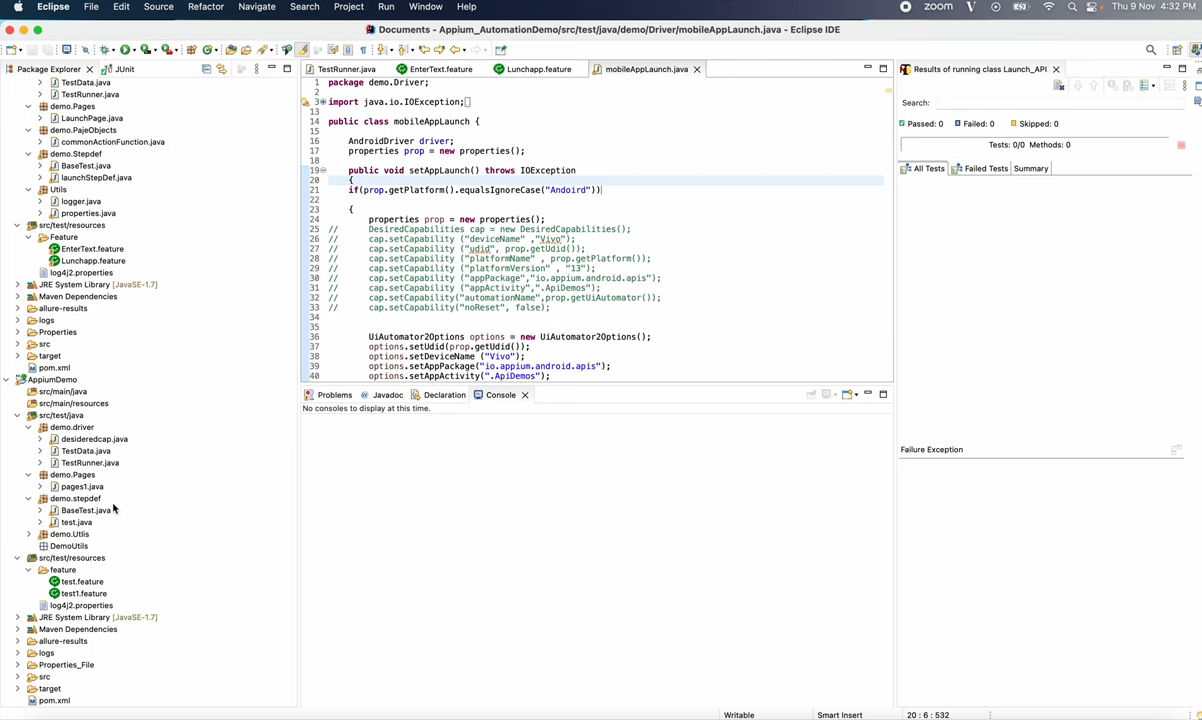 Eclipse File Edit Source Refactor Navigate Search Project Run Window Help zoom Thu 9 Nov 4:32 PM
Documents - Appium_AutomationDemo/src/test/java/demo/Driver/mobileAppLaunch.java - Eclipse IDE
Package Explorer JUnit
TestData.java
TestRunner.java
demo.Pages
LaunchPage.java
demo.PajeObjects
commonActionFunction.java
demo.Stepdef
BaseTest.java
launchStepDef.java
Utils
logger.java
properties.java
src/test/resources
Feature
EnterText.feature
Lunchapp.feature
log4j2.properties
JRE System Library [JavaSE-1.7]
Maven Dependencies
allure-results
logs
Properties
src
target
pom.xml
AppiumDemo
src/main/java
src/main/resources
src/test/java
demo.driver
desideredcap.java
TestData.java
TestRunner.java
demo.Pages
pages1.java
demo.stepdef
BaseTest.java
test.java
demo.Utlis
DemoUtils
src/test/resources
feature
test.feature
test1.feature
log4j2.properties
JRE System Library [JavaSE-1.7]
Maven Dependencies
allure-results
logs
Properties_File
src
target
pom.xml
TestRunner.java EnterText.feature Lunchapp.feature mobileAppLaunch.java
1 package demo.Driver;
2
3 import java.io.IOException;
13
14 public class mobileAppLaunch {
15
16 AndroidDriver driver;
17 properties prop = new properties();
18
19 public void setAppLaunch() throws IOException
20 {
21 if(prop.getPlatform().equalsIgnoreCase("Andoird"))
22
23 {
24 properties prop = new properties();
25 // DesiredCapabilities cap = new DesiredCapabilities();
26 // cap.setCapability ("deviceName" ,"Vivo");
27 // cap.setCapability ("udid", prop.getUdid());
28 // cap.setCapability ("platformName" , prop.getPlatform());
29 // cap.setCapability ("platformVersion" , "13");
30 // cap.setCapability ("appPackage","io.appium.android.apis");
31 // cap.setCapability ("appActivity",".ApiDemos");
32 // cap.setCapability("automationName",prop.getUiAutomator());
33 // cap.setCapability("noReset", false);
34
35
36 UiAutomator2Options options = new UiAutomator2Options();
37 options.setUdid(prop.getUdid());
38 options.setDeviceName ("Vivo");
39 options.setAppPackage("io.appium.android.apis");
40 options.setAppActivity(".ApiDemos");
Problems Javadoc Declaration Console
No consoles to display at this time.
Results of running class Launch_API
Search:
Passed: 0 Failed: 0 Skipped: 0
Tests: 0/0 Methods: 0
All Tests Failed Tests Summary
Failure Exception
Writable Smart Insert 20 : 6 : 532